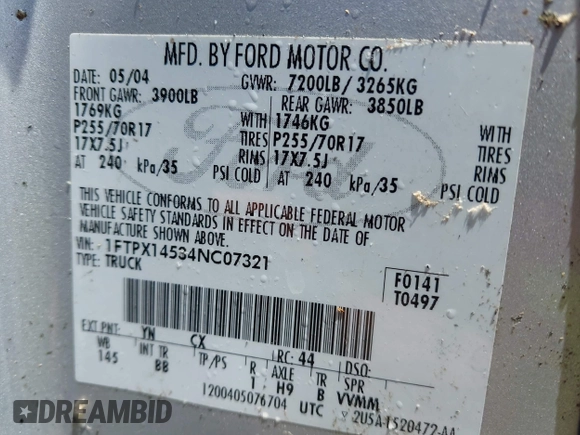 MFD. BY FORD MOTOR CO.
DATE: 05/04 GVWR: 7200LB/ 3265KG
FRONT GAWR: 3900LB REAR GAWR: 3850LB
1769KG WITH 1746KG WITH
P255/70R17 TIRES P255/70R17 TIRES
17X7.5J RIMS 17X7.5J RIMS
AT 240 kPa/35 PSI COLD AT 240 kPa/35 PSI COLD
Ford
THIS VEHICLE CONFORMS TO ALL APPLICABLE FEDERAL MOTOR
VEHICLE SAFETY STANDARDS IN EFFECT ON THE DATE OF
MANUFACTURE SHOWN ABOVE.
VIN: 1FTPX14534NC07321
TYPE: TRUCK
F0141
T0497
EXT PNT: YN CX RC: 44 DSO:
WB INT TR TP/PS R AXLE TR SPR
145 BB 1 H9 B VVMM
1200405076704 UTC 2U5A-1520472-AA
DREAMBID